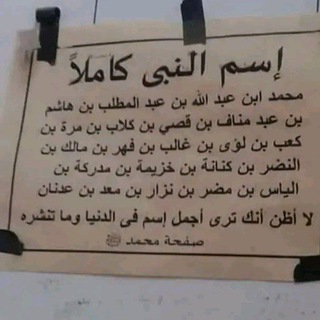 إسم النبى كاملاً
محمد ابن عبد الله بن عبد المطلب بن هاشم
بن عبد مناف بن قصي بن كلاب بن مرة بن
كعب بن لؤى بن غالب بن فهر بن مالك بن
النضر بن كنانة بن خزيمة بن مدركة بن
الياس بن مضر بن نزار بن معد بن عدنان
لا أظن أنك ترى أجمل إسم فى الدنيا وما تنشره
صفحة محمد ﷺ